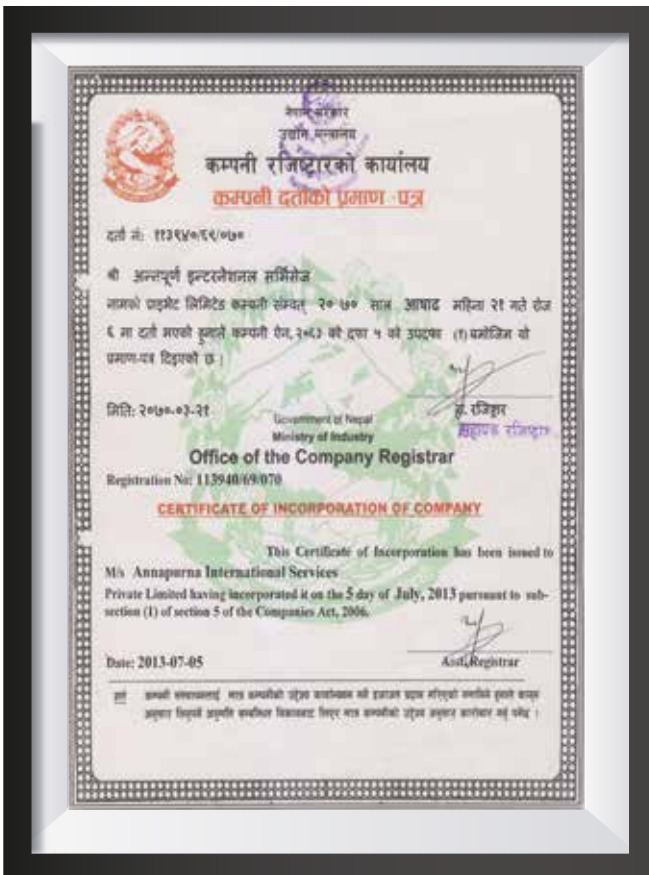 नेपाल सरकार
उद्योग मन्त्रालय
कम्पनी रजिष्ट्रारको कार्यालय
कम्पनी दर्ताको प्रमाण-पत्र
दर्ता नं: ११३९४०/६९/०७०
श्री अन्नपूर्ण इन्टरनेशनल सर्भिसेज
नामको प्राइभेट लिमिटेड कम्पनी संम्वत् २०७० साल आषाढ महिना २१ गते रोज
६ मा दर्ता भएको हुनाले कम्पनी ऐन, २०६३ को दफा ५ को उपदफा (१) बमोजिम यो
प्रमाण-पत्र दिइएको छ ।
मिति: २०७०-०३-२१
रजिष्ट्रार
सहायक रजिष्ट्रार
Government of Nepal
Ministry of Industry
Office of the Company Registrar
Registration No: 113940/69/070
CERTIFICATE OF INCORPORATION OF COMPANY
This Certificate of Incorporation has been issued to
M/s Annapurna International Services
Private Limited having incorporated it on the 5 day of July, 2013 pursuant to sub-
section (1) of section 5 of the Companies Act, 2006.
Date: 2013-07-05
Asst. Registrar